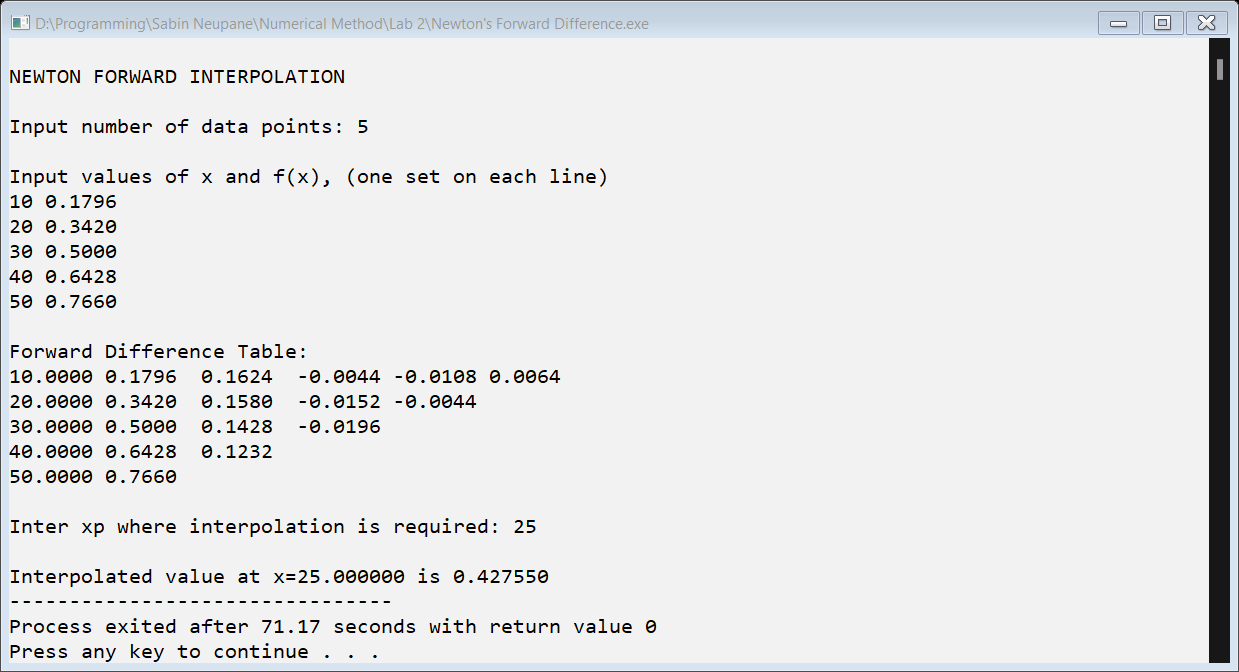 D:\Programming\Sabin Neupane\Numerical Method\Lab 2\Newton's Forward Difference.exe
NEWTON FORWARD INTERPOLATION
Input number of data points: 5
Input values of x and f(x), (one set on each line)
10 0.1796
20 0.3420
30 0.5000
40 0.6428
50 0.7660
Forward Difference Table:
10.0000 0.1796  0.1624  -0.0044 -0.0108 0.0064
20.0000 0.3420  0.1580  -0.0152 -0.0044
30.0000 0.5000  0.1428  -0.0196
40.0000 0.6428  0.1232
50.0000 0.7660
Inter xp where interpolation is required: 25
Interpolated value at x=25.000000 is 0.427550
--------------------------------
Process exited after 71.17 seconds with return value 0
Press any key to continue . . .